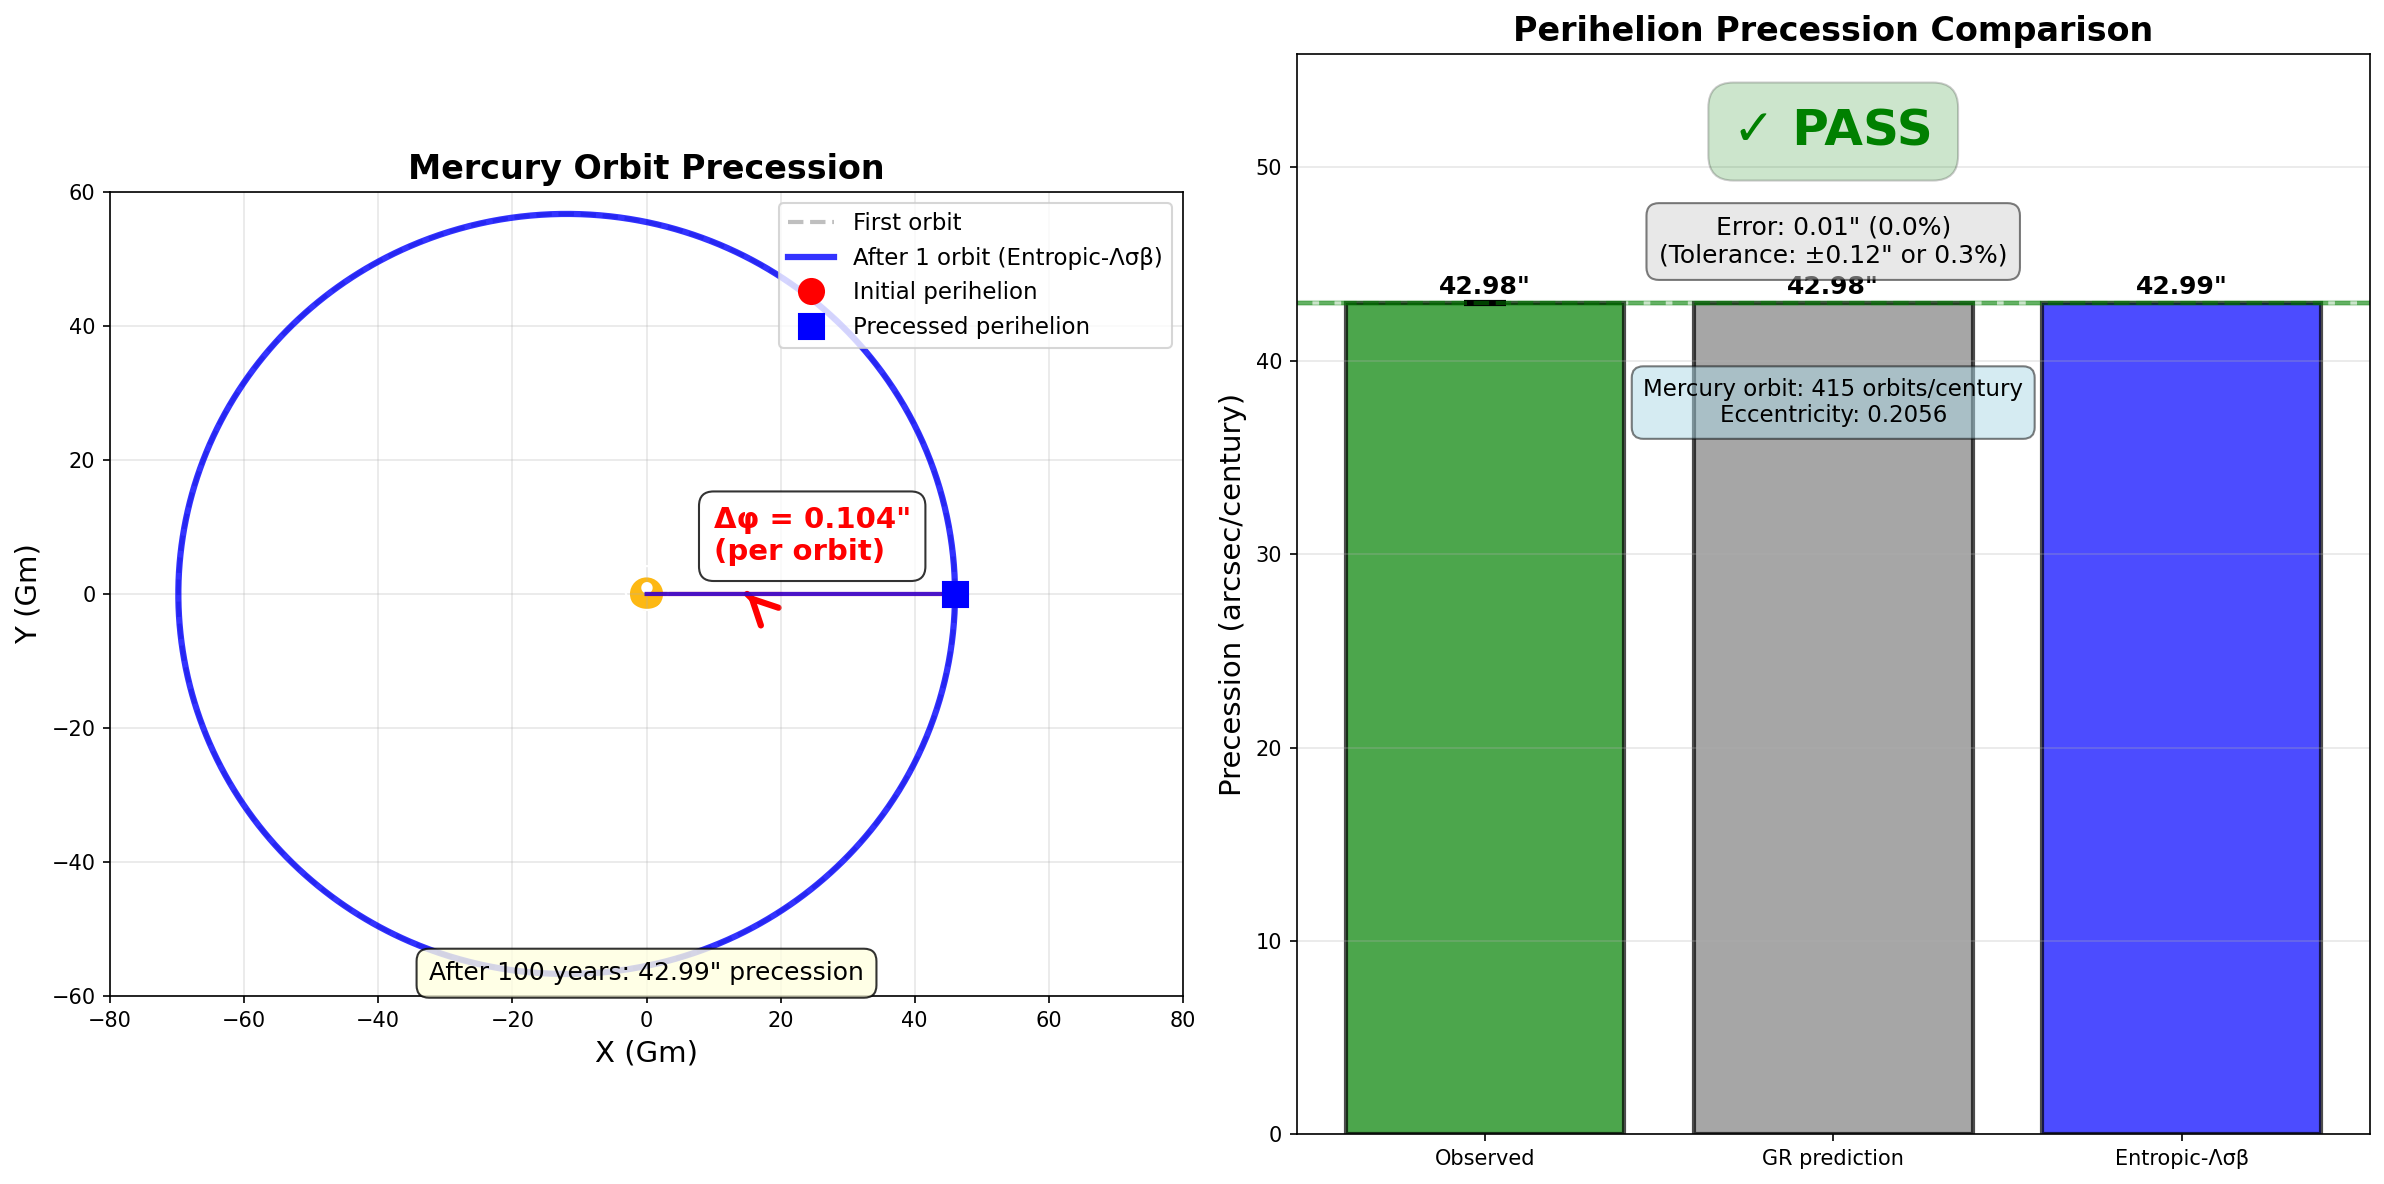 Mercury Orbit Precession
60
40
20
0
−20
−40
−60
Y (Gm)
First orbit
After 1 orbit (Entropic-Λσβ)
Initial perihelion
Precessed perihelion
Δφ = 0.104"
(per orbit)
After 100 years: 42.99" precession
−80
−60
−40
−20
0
20
40
60
80
X (Gm)
Perihelion Precession Comparison
✓ PASS
Error: 0.01" (0.0%)
(Tolerance: ±0.12" or 0.3%)
42.98"
42.98"
42.99"
Mercury orbit: 415 orbits/century
Eccentricity: 0.2056
50
40
30
20
10
0
Precession (arcsec/century)
Observed
GR prediction
Entropic-Λσβ